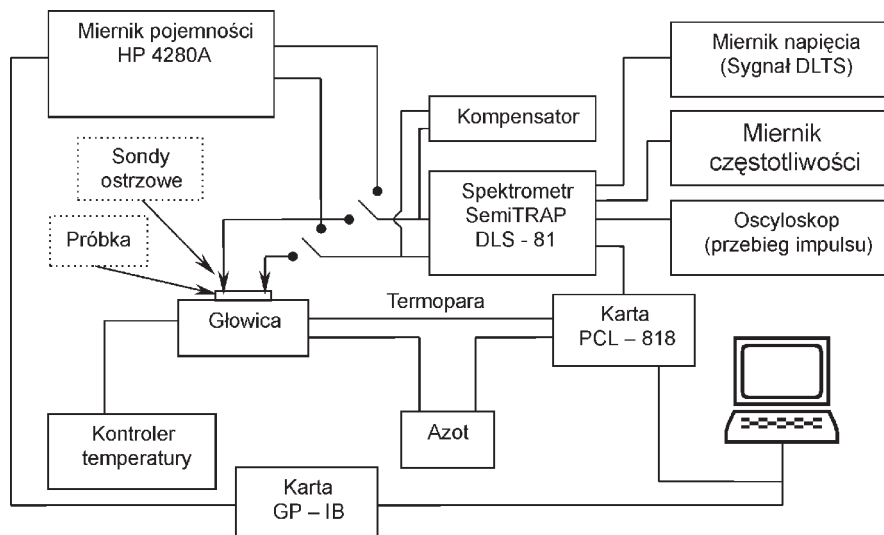 Miernik pojemności
HP 4280A
Miernik napięcia
(Sygnał DLTS)
Kompensator
Miernik
częstotliwości
Sondy
ostrzowe
Spektrometr
SemiTRAP
DLS - 81
Oscyloskop
(przebieg impulsu)
Próbka
Głowica
Termopara
Karta
PCL – 818
Kontroler
temperatury
Azot
Karta
GP – IB